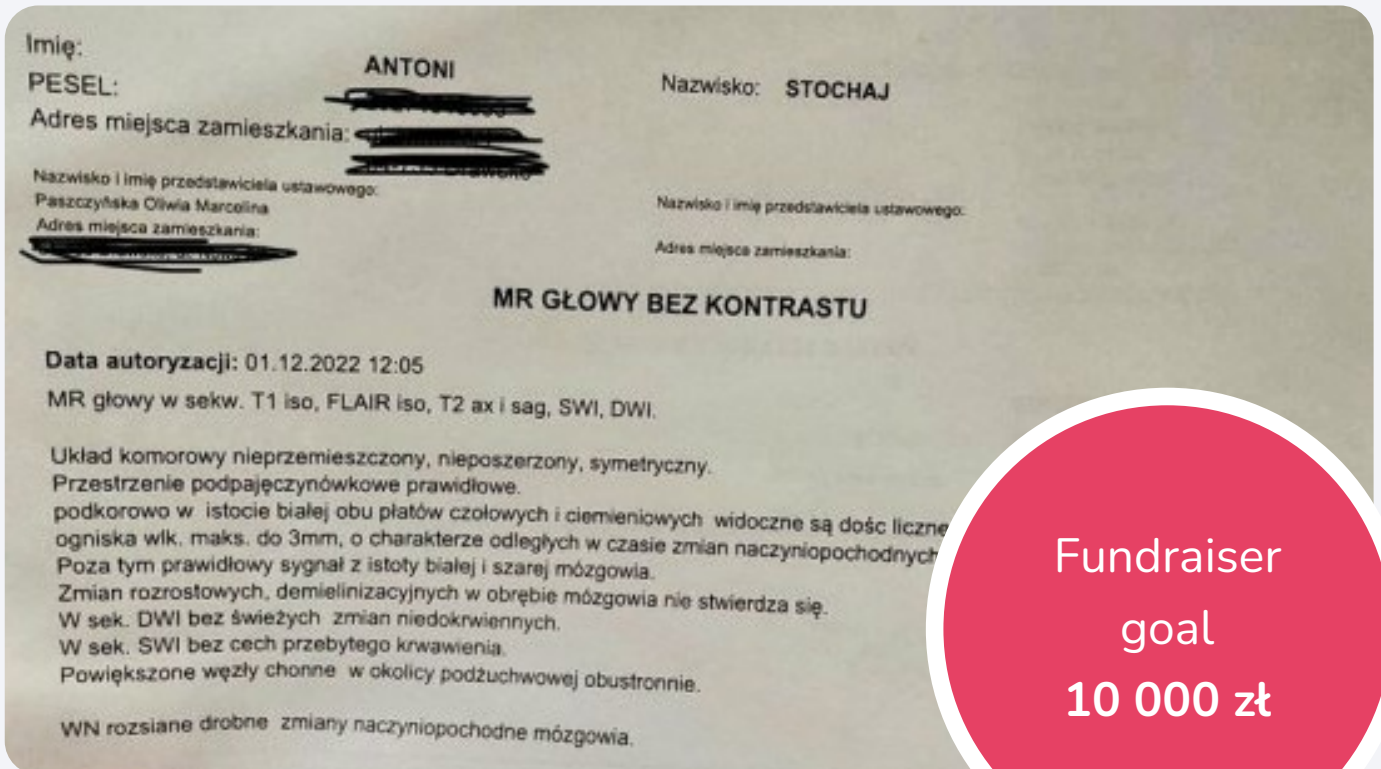 Imię:
ANTONI
PESEL:
Nazwisko: STOCHAJ
Adres miejsca zamieszkania:
Nazwisko i imię przedstawiciela ustawowego:
Paszczyńska Oliwia Marcelina
Adres miejsca zamieszkania:
Nazwisko i imię przedstawiciela ustawowego:
Adres miejsca zamieszkania:
MR GŁOWY BEZ KONTRASTU
Data autoryzacji: 01.12.2022 12:05
MR głowy w sekw. T1 iso, FLAIR iso, T2 ax i sag, SWI, DWI.
Układ komorowy nieprzemieszczony, nieposzerzony, symetryczny.
Przestrzenie podpajęczynówkowe prawidłowe.
podkorowo w istocie białej obu płatów czołowych i ciemieniowych widoczne są dośc liczne
ogniska wlk. maks. do 3mm, o charakterze odległych w czasie zmian naczyniopochodnych
Poza tym prawidłowy sygnał z istoty białej i szarej mózgowia.
Zmian rozrostowych, demielinizacyjnych w obrębie mózgowia nie stwierdza się.
W sek. DWI bez świeżych zmian niedokrwiennych.
W sek. SWI bez cech przebytego krwawienia.
Powiększone węzły chonne w okolicy podżuchwowej obustronnie.
WN rozsiane drobne zmiany naczyniopochodne mózgowia.
Fundraiser
goal
10 000 zł